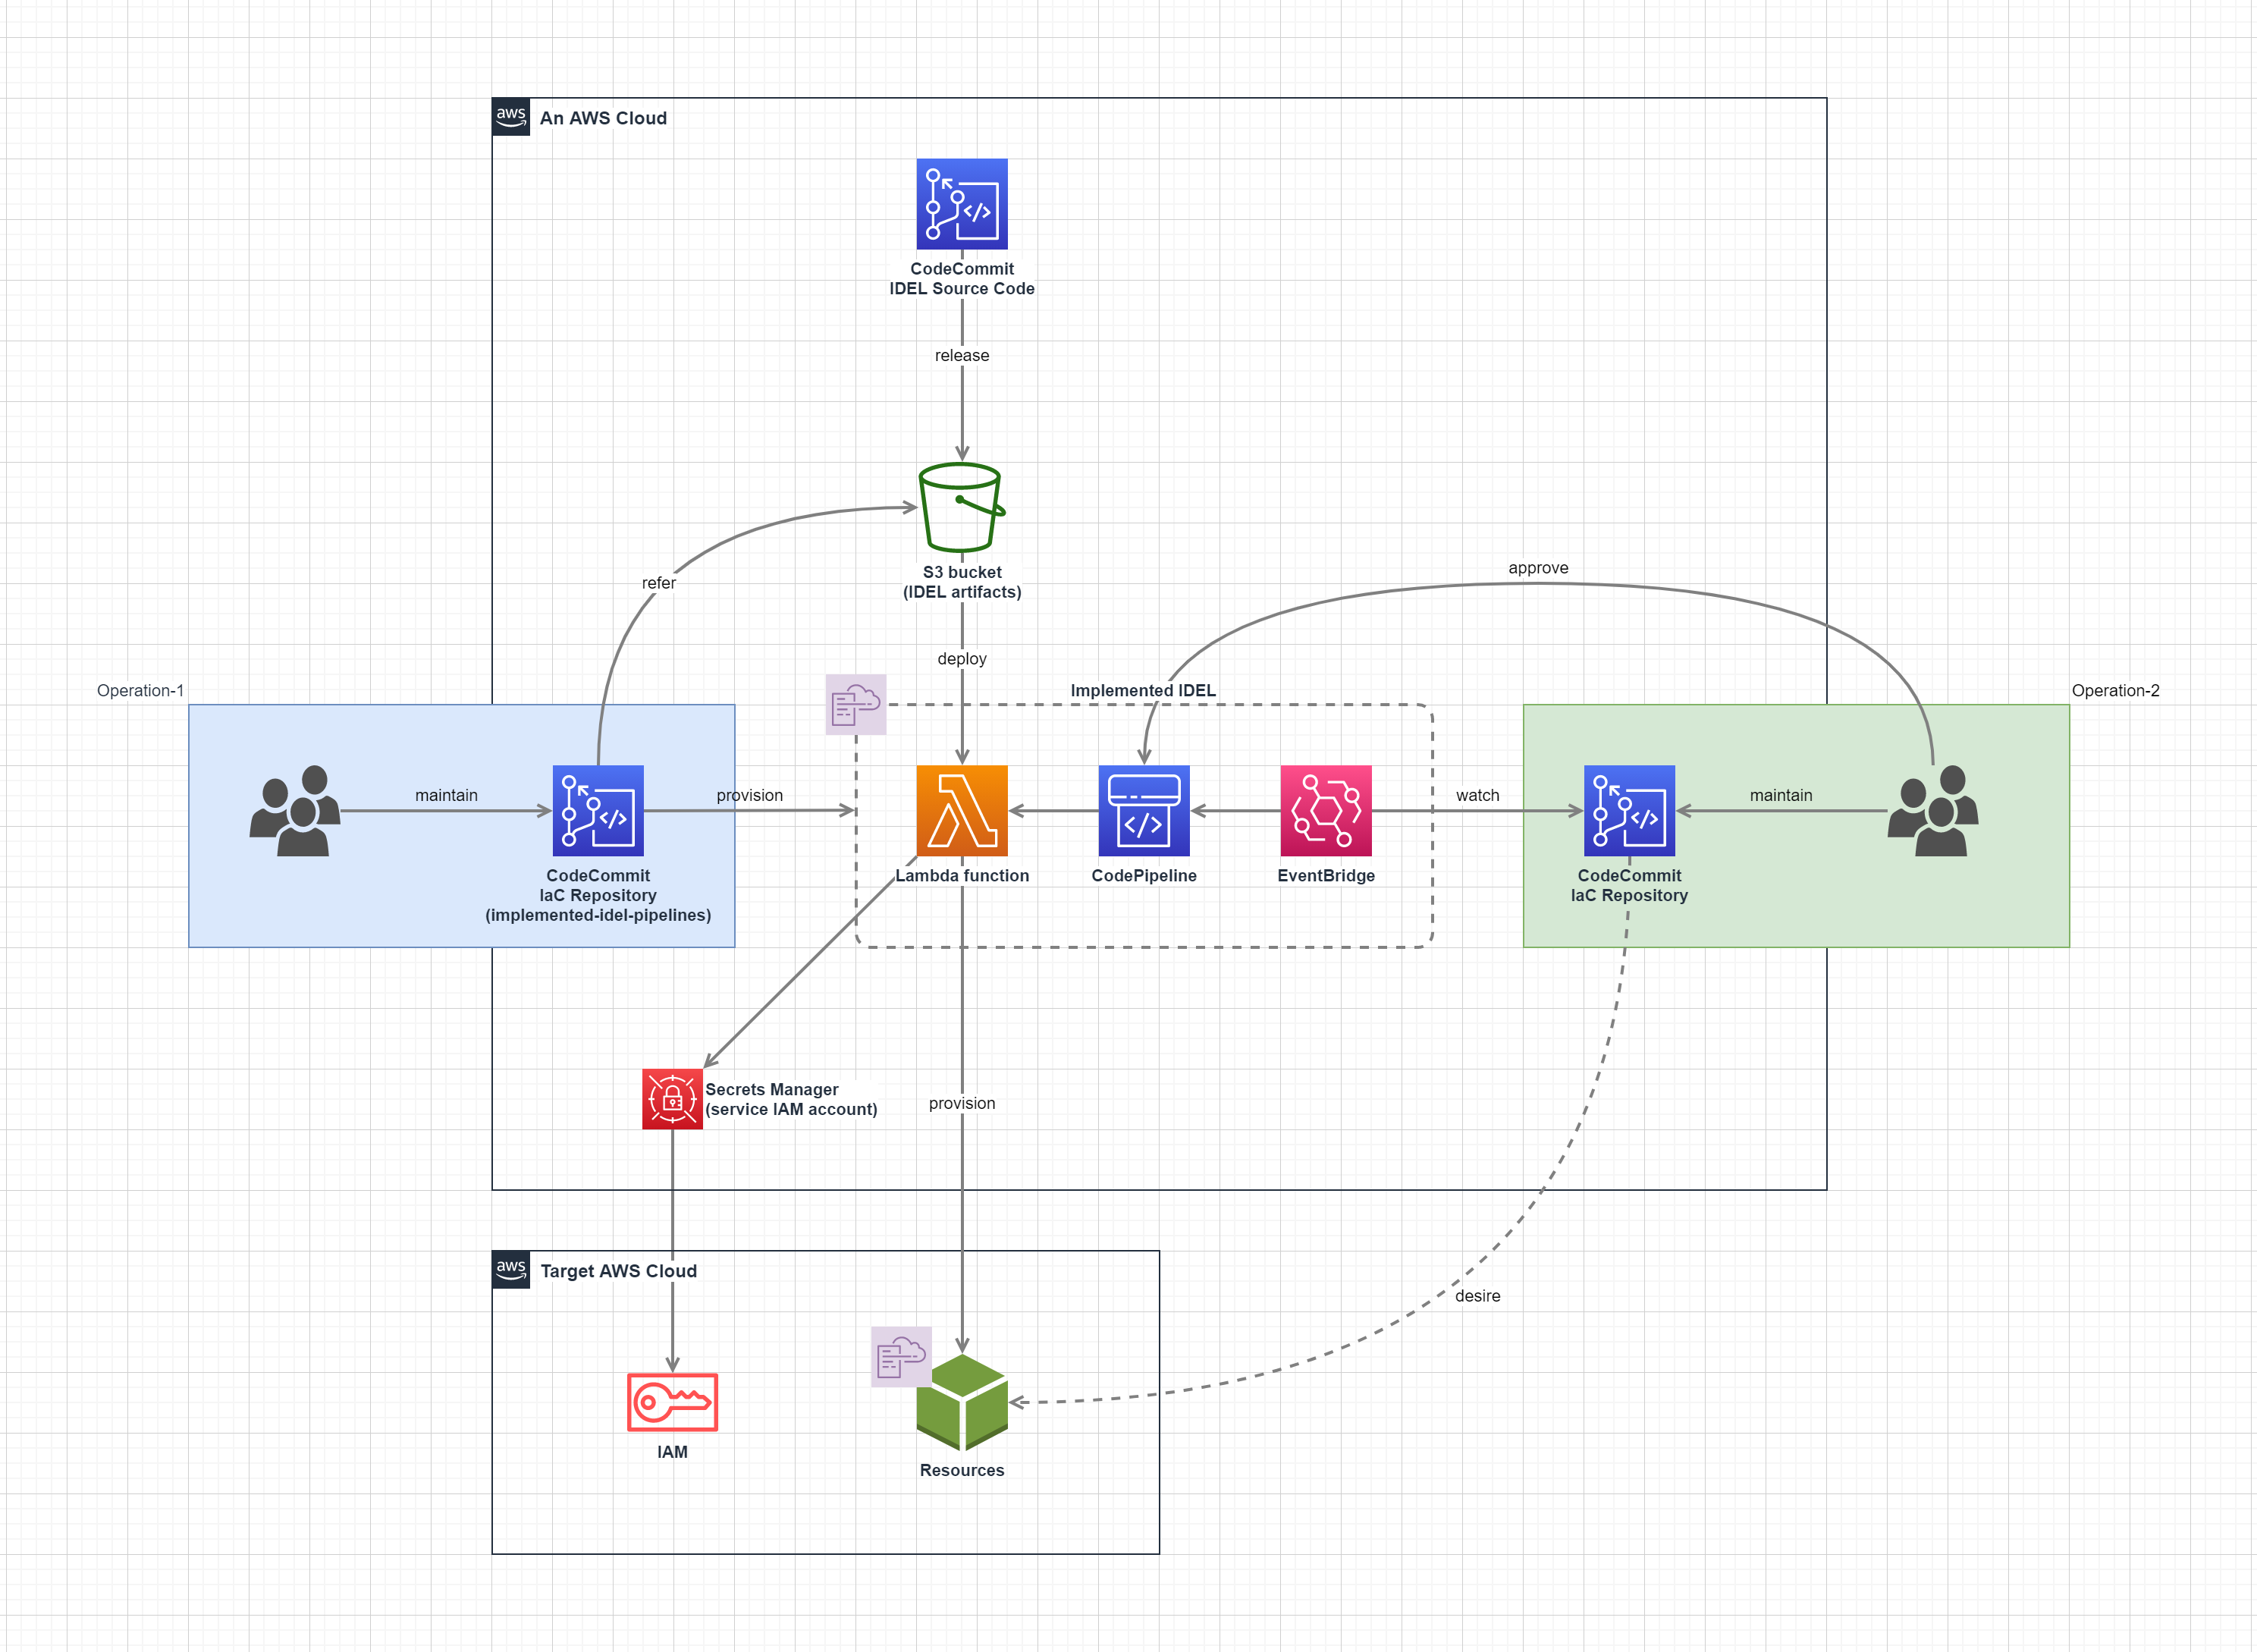 aws
An AWS Cloud
CodeCommit
IDEL Source Code
release
refer
S3 bucket
(IDEL artifacts)
approve
deploy
Operation-1
Implemented IDEL
Operation-2
maintain
provision
watch
maintain
CodeCommit
IaC Repository
(implemented-idel-pipelines)
Lambda function
CodePipeline
EventBridge
CodeCommit
IaC Repository
Secrets Manager
(service IAM account)
provision
aws
Target AWS Cloud
desire
IAM
Resources